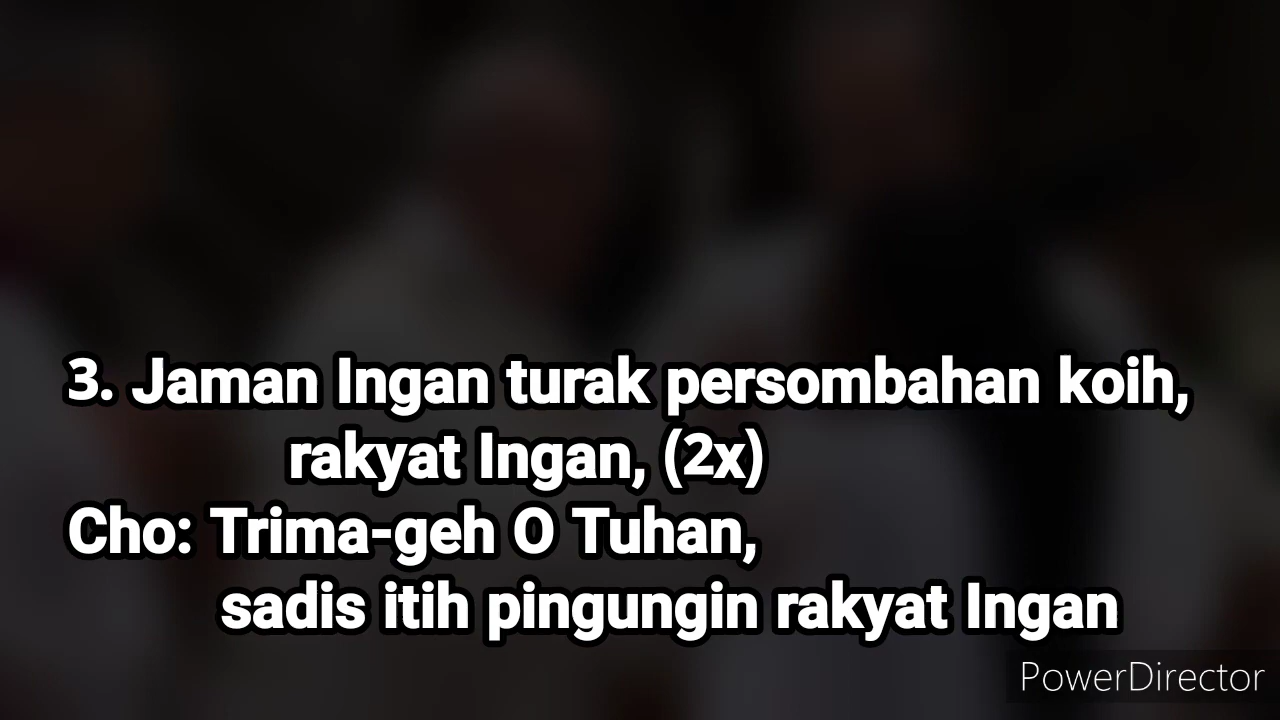 3. Jaman Ingan turak persombahan koih,
rakyat Ingan, (2x)
Cho: Trima-geh O Tuhan,
sadis itih pingungin rakyat Ingan
PowerDirector